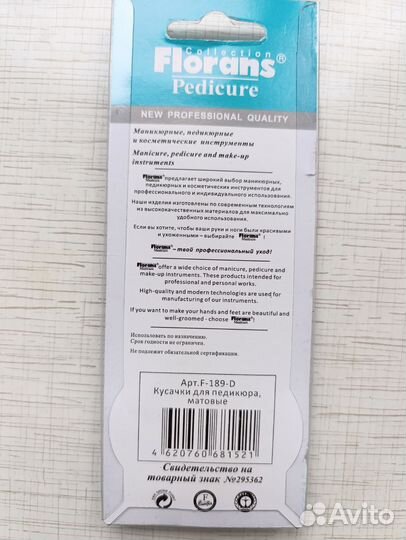 Collection
Florans®
Pedicure
NEW PROFESSIONAL QUALITY
Маникюрные, педикюрные
и косметические инструменты
Manicure, pedicure and make-up
instruments
Florans предлагает широкий выбор маникюрных,
педикюрных и косметических инструментов для
профессионального и индивидуального использования.
Наши изделия изготовлены по современным технологиям
из высококачественных материалов для максимально
удобного использования.
Если вы хотите, чтобы ваши руки и ноги были красивыми
и ухоженными – выбирайте Florans !
Florans – твой профессиональный уход!
Florans offer a wide choice of manicure, pedicure and
make-up instruments. These products intended for
professional and personal works.
High-quality and modern technologies are used for
manufacturing of our instruments.
If you want to make your hands and feet are beautiful and
well-groomed - choose Florans !
Использовать по назначению.
Срок годности не ограничен.
Не подлежит обязательной сертификации.
Арт.F-189-D
Кусачки для педикюра,
матовые
4 620760 681521
Свидетельство на
товарный знак №295362
Avito